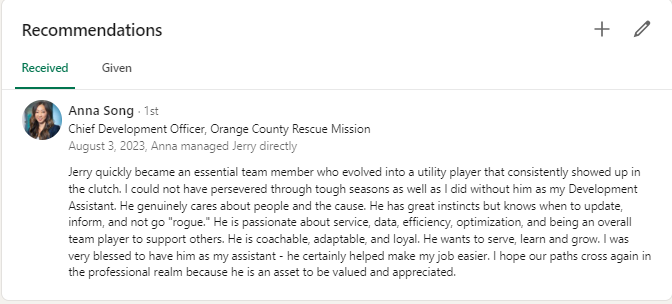 Recommendations
Received
Given
Anna Song · 1st
Chief Development Officer, Orange County Rescue Mission
August 3, 2023, Anna managed Jerry directly
Jerry quickly became an essential team member who evolved into a utility player that consistently showed up in
the clutch. I could not have persevered through tough seasons as well as I did without him as my Development
Assistant. He genuinely cares about people and the cause. He has great instincts but knows when to update,
inform, and not go "rogue." He is passionate about service, data, efficiency, optimization, and being an overall
team player to support others. He is coachable, adaptable, and loyal. He wants to serve, learn and grow. I was
very blessed to have him as my assistant - he certainly helped make my job easier. I hope our paths cross again in
the professional realm because he is an asset to be valued and appreciated.